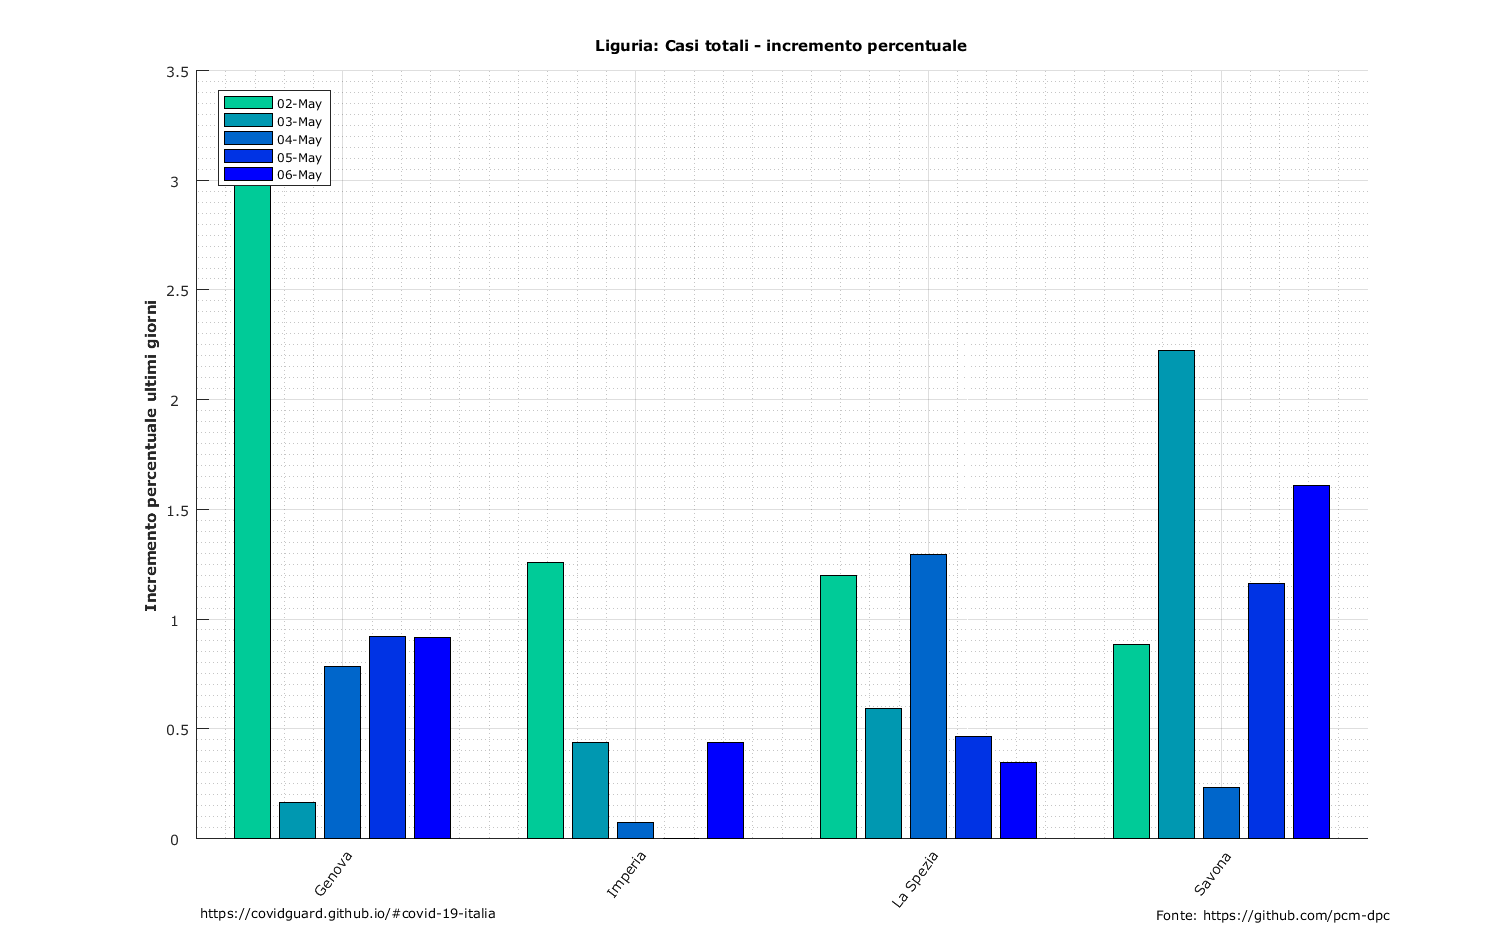 Liguria: Casi totali - incremento percentuale
3.5
3
2.5
2
1.5
1
0.5
0
Incremento percentuale ultimi giorni
02-May
03-May
04-May
05-May
06-May
Genova
Imperia
La Spezia
Savona
https://covidguard.github.io/#covid-19-italia
Fonte: https://github.com/pcm-dpc